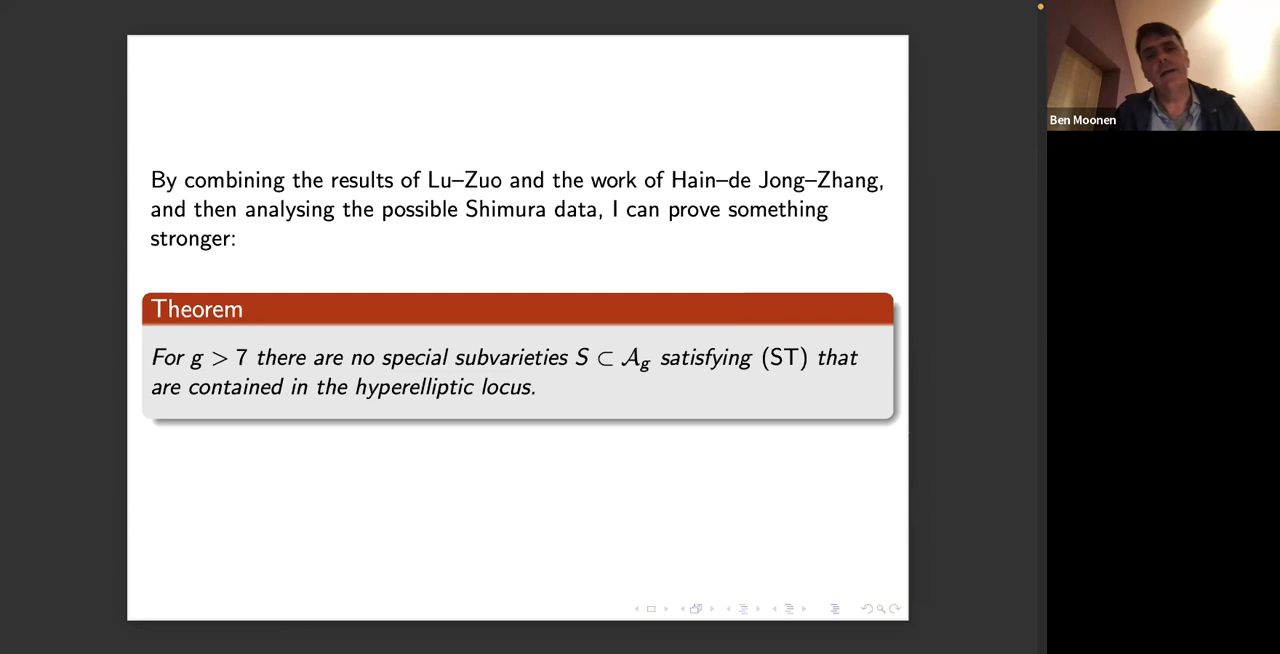 By combining the results of Lu–Zuo and the work of Hain–de Jong–Zhang,
and then analysing the possible Shimura data, I can prove something
stronger:
Theorem
For g > 7 there are no special subvarieties S ⊂ 𝒜_g satisfying (ST) that
are contained in the hyperelliptic locus.
Ben Moonen